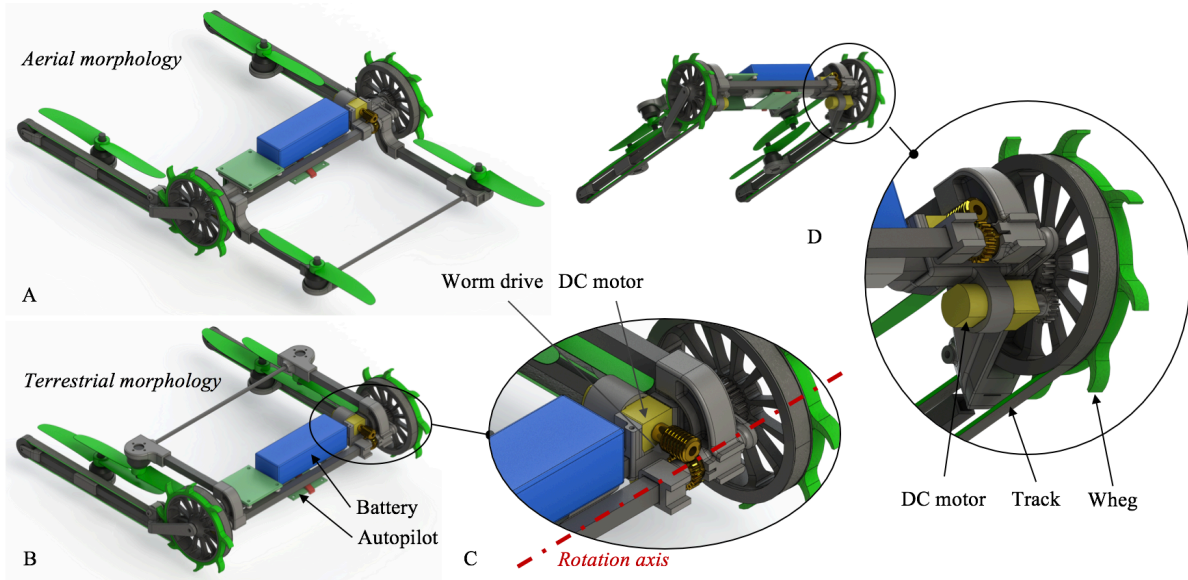 Aerial morphology
A
D
Worm drive
DC motor
B
Terrestrial morphology
Battery
Autopilot
C
Rotation axis
DC motor
Track
Wheg